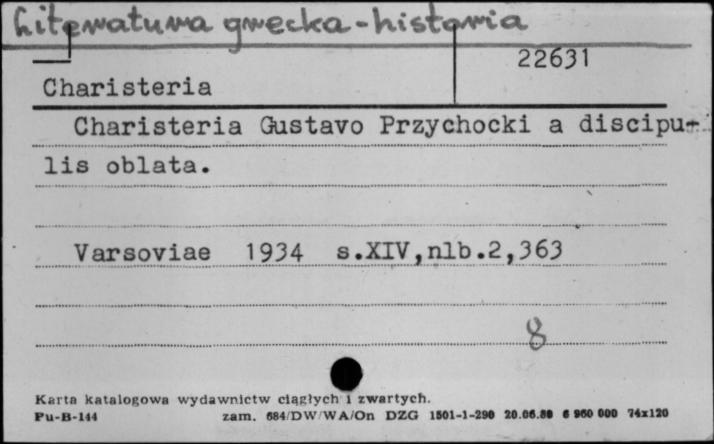 Literatura grecka - historia
22631
Charisteria
Charisteria Gustavo Przychocki a discipu-
lis oblata.
Varsoviae 1934 s.XIV,nlb.2,363
8
Karta katalogowa wydawnictw ciągłych i zwartych.
Pu-B-144 zam. 684/DW/WA/On DZG 1501-1-290 20.06.80 6 960 000 74x120